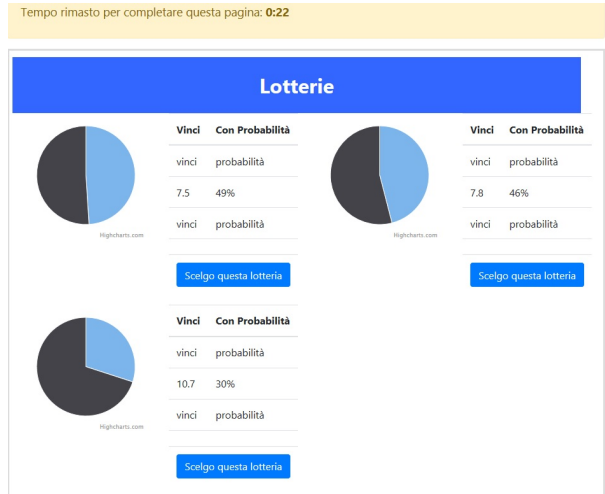 Tempo rimasto per completare questa pagina: 0:22
Lotterie
Vinci Con Probabilità
vinci probabilità
7.5 49%
vinci probabilità
Highcharts.com
Scelgo questa lotteria
Vinci Con Probabilità
vinci probabilità
7.8 46%
vinci probabilità
Highcharts.com
Scelgo questa lotteria
Vinci Con Probabilità
vinci probabilità
10.7 30%
vinci probabilità
Highcharts.com
Scelgo questa lotteria